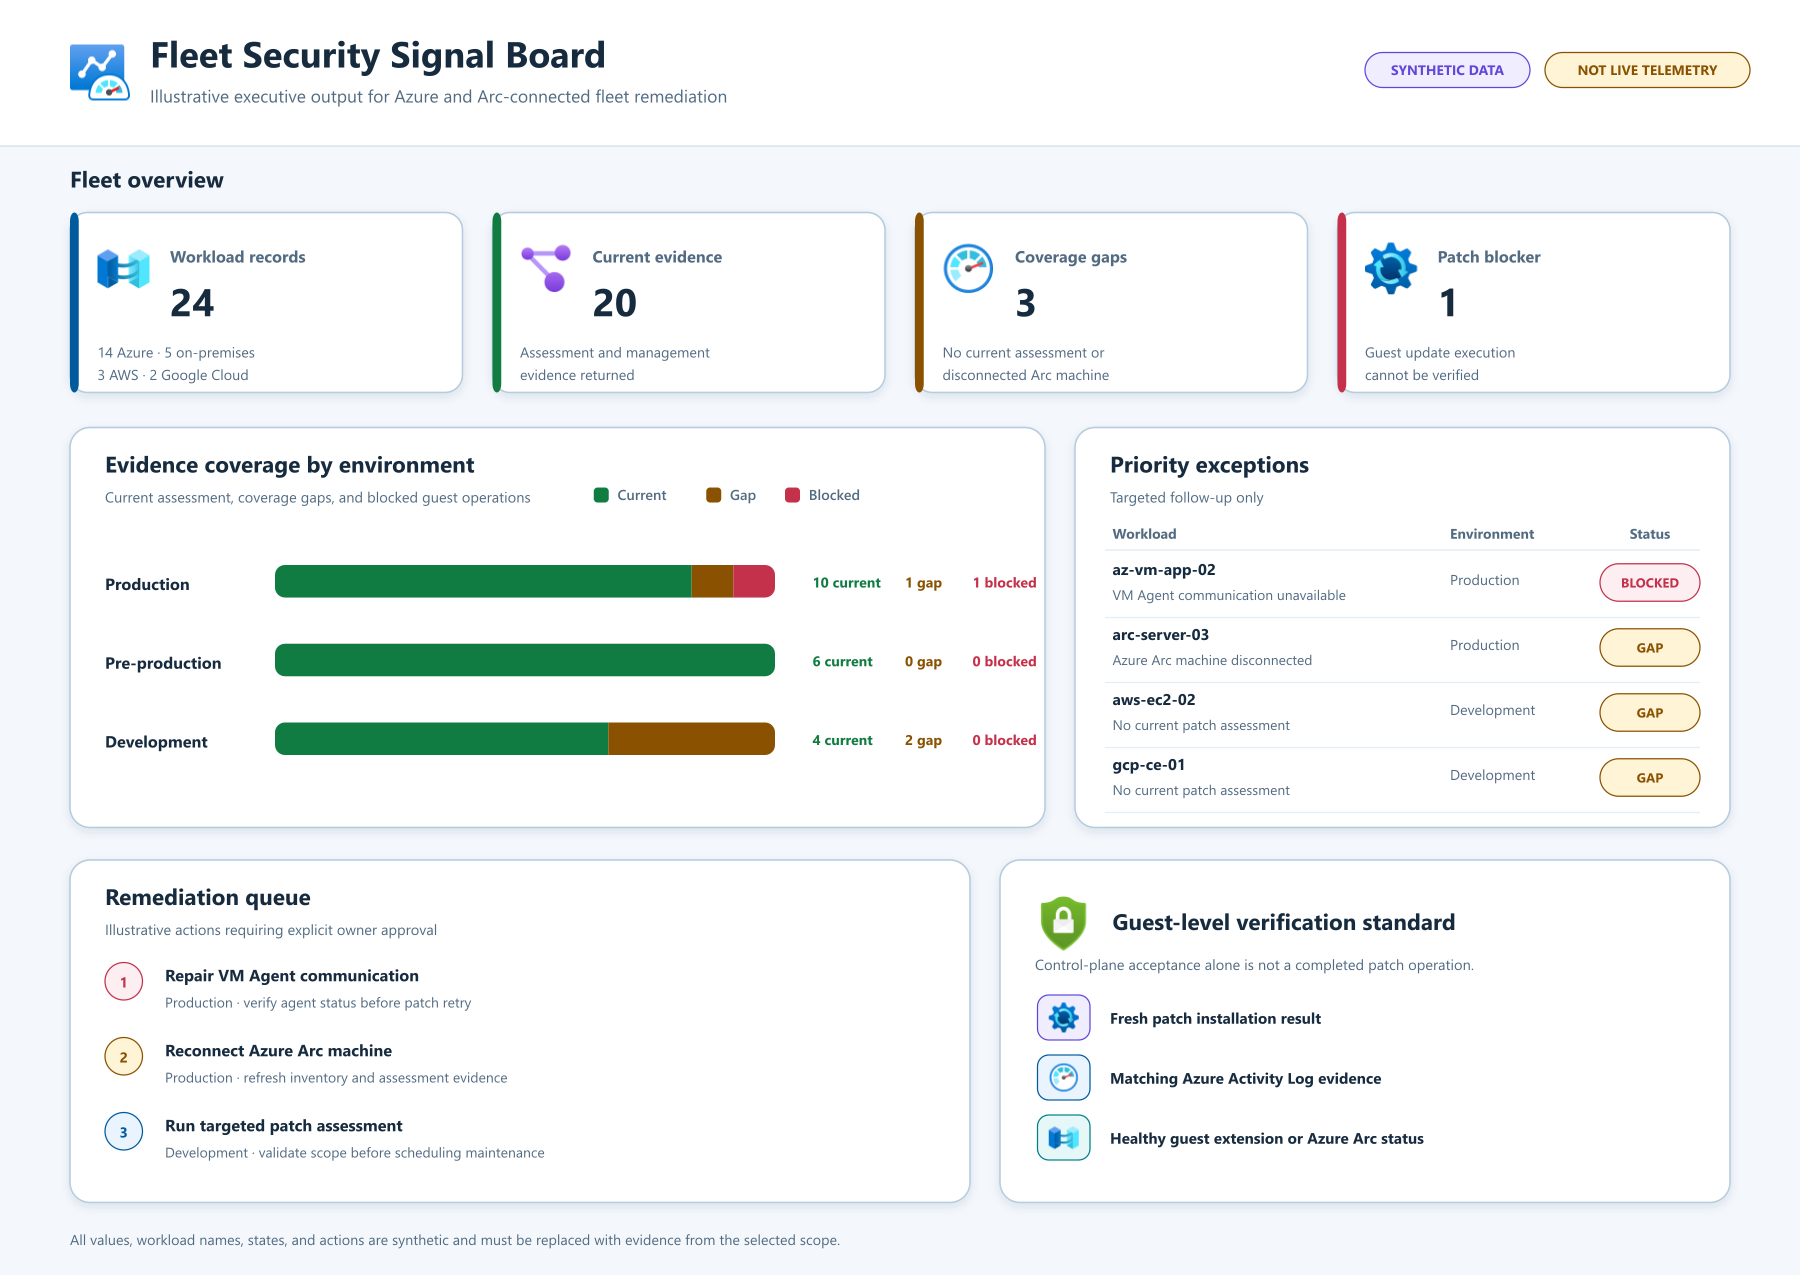 Fleet Security Signal Board
Illustrative executive output for Azure and Arc-connected fleet remediation
SYNTHETIC DATA
NOT LIVE TELEMETRY
Fleet overview
Workload records
24
14 Azure · 5 on-premises
3 AWS · 2 Google Cloud
Current evidence
20
Assessment and management
evidence returned
Coverage gaps
3
No current assessment or
disconnected Arc machine
Patch blocker
1
Guest update execution
cannot be verified
Evidence coverage by environment
Current assessment, coverage gaps, and blocked guest operations
Current
Gap
Blocked
Production
10 current
1 gap
1 blocked
Pre-production
6 current
0 gap
0 blocked
Development
4 current
2 gap
0 blocked
Priority exceptions
Targeted follow-up only
Workload
Environment
Status
az-vm-app-02
VM Agent communication unavailable
Production
BLOCKED
arc-server-03
Azure Arc machine disconnected
Production
GAP
aws-ec2-02
No current patch assessment
Development
GAP
gcp-ce-01
No current patch assessment
Development
GAP
Remediation queue
Illustrative actions requiring explicit owner approval
1
Repair VM Agent communication
Production · verify agent status before patch retry
2
Reconnect Azure Arc machine
Production · refresh inventory and assessment evidence
3
Run targeted patch assessment
Development · validate scope before scheduling maintenance
Guest-level verification standard
Control-plane acceptance alone is not a completed patch operation.
Fresh patch installation result
Matching Azure Activity Log evidence
Healthy guest extension or Azure Arc status
All values, workload names, states, and actions are synthetic and must be replaced with evidence from the selected scope.